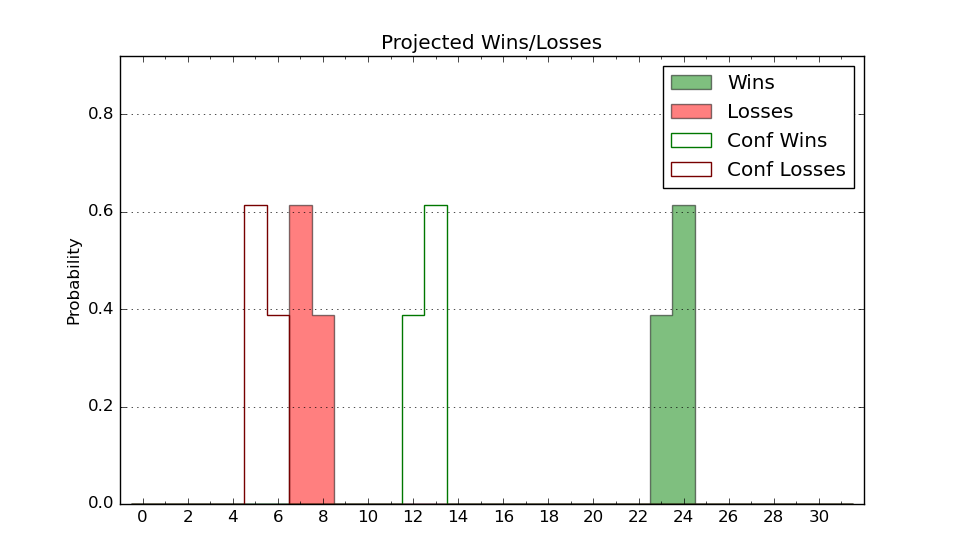 Projected Wins/Losses
Wins
Losses
Conf Wins
Conf Losses
Probability
0.8
0.6
0.4
0.2
0.0
0 2 4 6 8 10 12 14 16 18 20 22 24 26 28 30